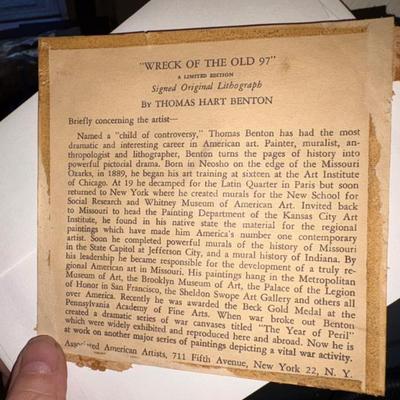 "WRECK OF THE OLD 97"
A LIMITED EDITION
Signed Original Lithograph
By THOMAS HART BENTON
Briefly concerning the artist—
Named a "child of controversy," Thomas Benton has had the most
dramatic and interesting career in American art. Painter, muralist, an-
thropologist and lithographer, Benton turns the pages of history into
powerful pictorial drama. Born in Neosho on the edge of the Missouri
Ozarks, in 1889, he began his art training at sixteen at the Art Institute
of Chicago. At 19 he decamped for the Latin Quarter in Paris but soon
returned to New York where he created murals for the New School for
Social Research and Whitney Museum of American Art. Invited back
to Missouri to head the Painting Department of the Kansas City Art
Institute, he found in his native state the material for the regional
paintings which have made him America's number one contemporary
artist. Soon he completed powerful murals of the history of Missouri
in the State Capitol at Jefferson City, and a mural history of Indiana. By
his leadership he became responsible for the development of a truly re-
gional American art in Missouri. His paintings hang in the Metropolitan
Museum of Art, the Brooklyn Museum of Art, the Palace of the Legion
of Honor in San Francisco, the Sheldon Swope Art Gallery and others all
over America. Recently he was awarded the Beck Gold Medal at the
Pennsylvania Academy of Fine Arts. When war broke out Benton
created a dramatic series of war canvases titled "The Year of Peril"
which were widely exhibited and reproduced here and abroad. Now he is
at work on another major series of paintings depicting a vital war activity.
Associated American Artists, 711 Fifth Avenue, New York 22, N. Y.